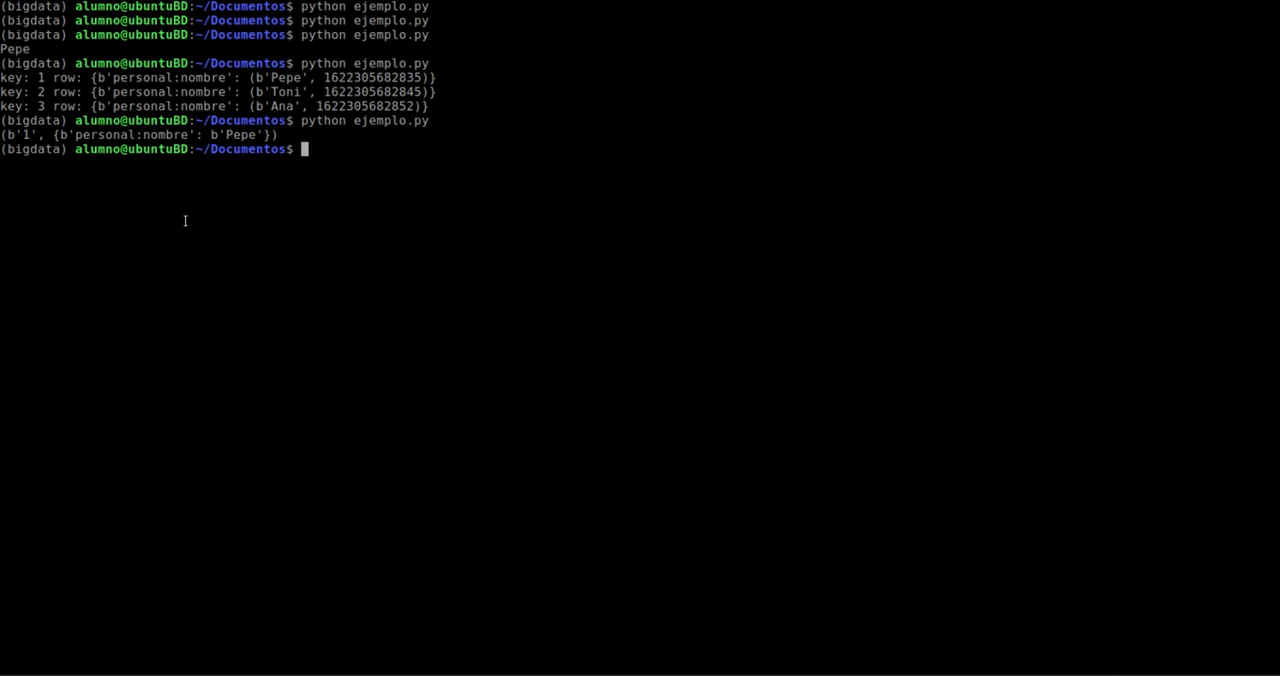 (bigdata) alumno@ubuntuBD:~/Documentos$ python ejemplo.py
(bigdata) alumno@ubuntuBD:~/Documentos$ python ejemplo.py
(bigdata) alumno@ubuntuBD:~/Documentos$ python ejemplo.py
Pepe
(bigdata) alumno@ubuntuBD:~/Documentos$ python ejemplo.py
key: 1 row: {b'personal:nombre': (b'Pepe', 1622305682835)}
key: 2 row: {b'personal:nombre': (b'Toni', 1622305682845)}
key: 3 row: {b'personal:nombre': (b'Ana', 1622305682852)}
(bigdata) alumno@ubuntuBD:~/Documentos$ python ejemplo.py
(b'1', {b'personal:nombre': b'Pepe'})
(bigdata) alumno@ubuntuBD:~/Documentos$